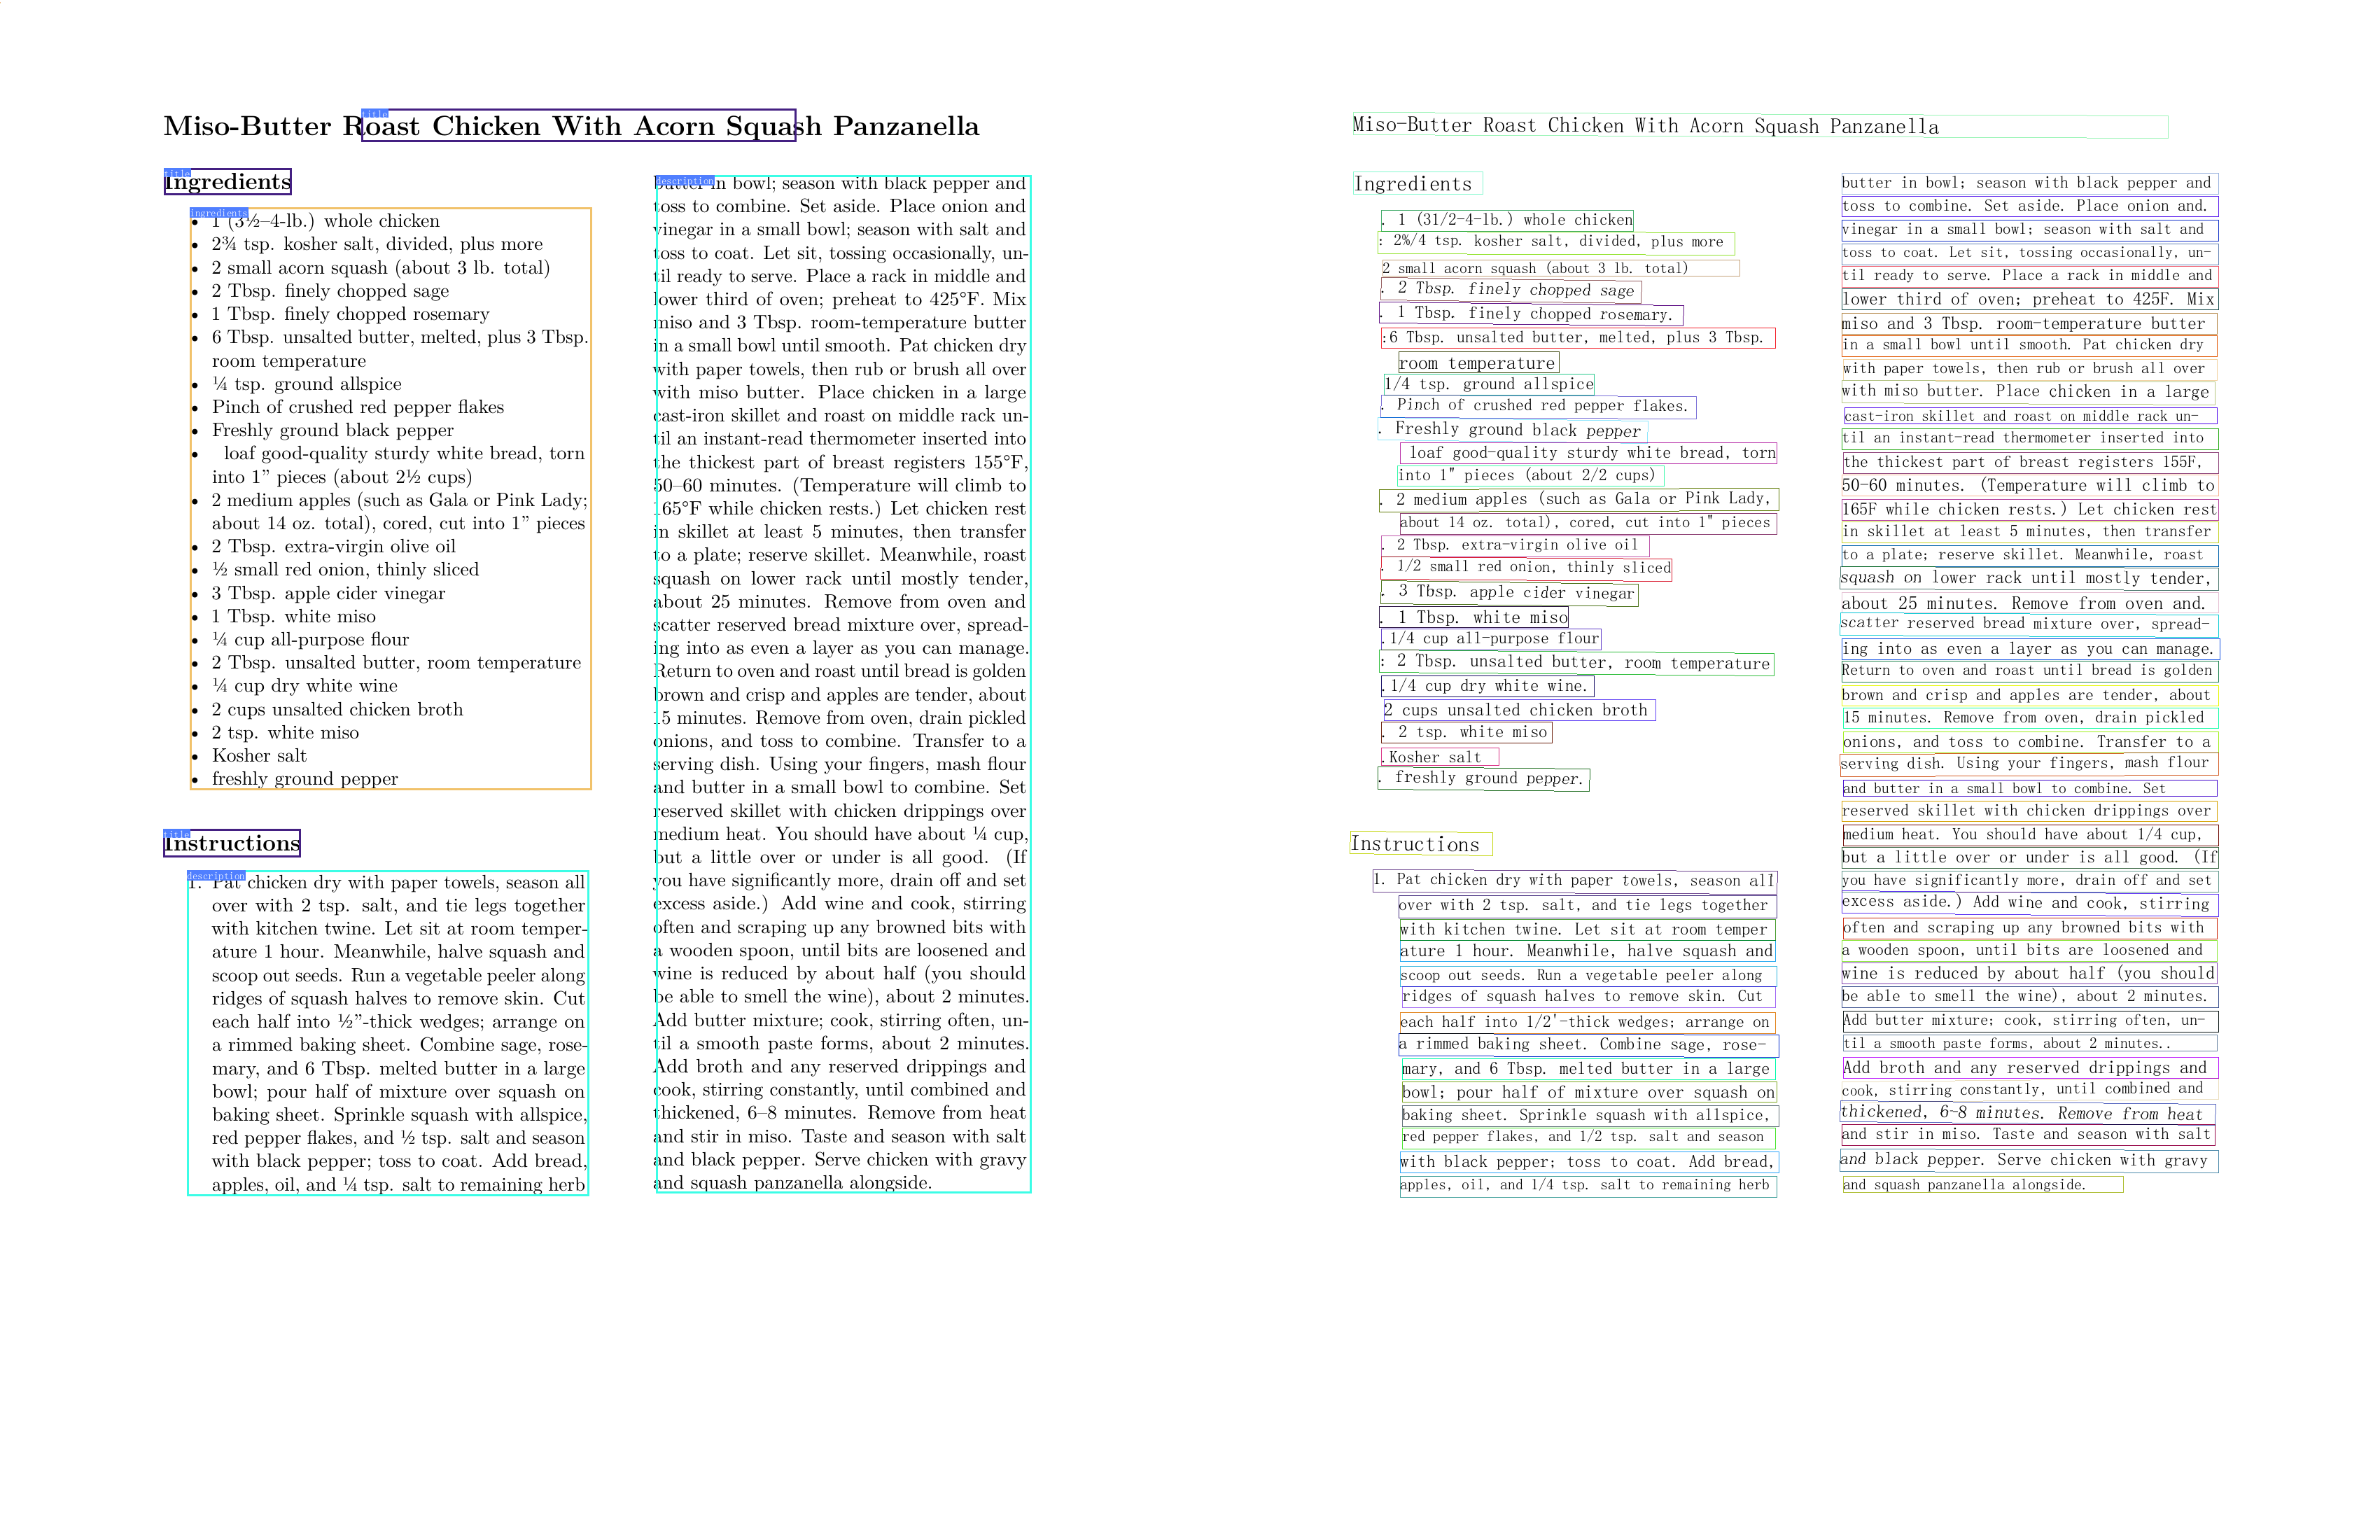 Miso-Butter Roast Chicken With Acorn Squash Panzanella
title
title
Ingredients
ingredients
• 1 (3½–4-lb.) whole chicken
• 2¾ tsp. kosher salt, divided, plus more
• 2 small acorn squash (about 3 lb. total)
• 2 Tbsp. finely chopped sage
• 1 Tbsp. finely chopped rosemary
• 6 Tbsp. unsalted butter, melted, plus 3 Tbsp.
room temperature
• ¼ tsp. ground allspice
• Pinch of crushed red pepper flakes
• Freshly ground black pepper
• loaf good-quality sturdy white bread, torn
into 1” pieces (about 2½ cups)
• 2 medium apples (such as Gala or Pink Lady;
about 14 oz. total), cored, cut into 1” pieces
• 2 Tbsp. extra-virgin olive oil
• ½ small red onion, thinly sliced
• 3 Tbsp. apple cider vinegar
• 1 Tbsp. white miso
• ¼ cup all-purpose flour
• 2 Tbsp. unsalted butter, room temperature
• ¼ cup dry white wine
• 2 cups unsalted chicken broth
• 2 tsp. white miso
• Kosher salt
• freshly ground pepper
title
Instructions
description
1. Pat chicken dry with paper towels, season all
over with 2 tsp. salt, and tie legs together
with kitchen twine. Let sit at room temper-
ature 1 hour. Meanwhile, halve squash and
scoop out seeds. Run a vegetable peeler along
ridges of squash halves to remove skin. Cut
each half into ½”-thick wedges; arrange on
a rimmed baking sheet. Combine sage, rose-
mary, and 6 Tbsp. melted butter in a large
bowl; pour half of mixture over squash on
baking sheet. Sprinkle squash with allspice,
red pepper flakes, and ½ tsp. salt and season
with black pepper; toss to coat. Add bread,
apples, oil, and ¼ tsp. salt to remaining herb
description
butter in bowl; season with black pepper and
toss to combine. Set aside. Place onion and
vinegar in a small bowl; season with salt and
toss to coat. Let sit, tossing occasionally, un-
til ready to serve. Place a rack in middle and
lower third of oven; preheat to 425°F. Mix
miso and 3 Tbsp. room-temperature butter
in a small bowl until smooth. Pat chicken dry
with paper towels, then rub or brush all over
with miso butter. Place chicken in a large
cast-iron skillet and roast on middle rack un-
til an instant-read thermometer inserted into
the thickest part of breast registers 155°F,
50–60 minutes. (Temperature will climb to
165°F while chicken rests.) Let chicken rest
in skillet at least 5 minutes, then transfer
to a plate; reserve skillet. Meanwhile, roast
squash on lower rack until mostly tender,
about 25 minutes. Remove from oven and
scatter reserved bread mixture over, spread-
ing into as even a layer as you can manage.
Return to oven and roast until bread is golden
brown and crisp and apples are tender, about
15 minutes. Remove from oven, drain pickled
onions, and toss to combine. Transfer to a
serving dish. Using your fingers, mash flour
and butter in a small bowl to combine. Set
reserved skillet with chicken drippings over
medium heat. You should have about ¼ cup,
but a little over or under is all good. (If
you have significantly more, drain off and set
excess aside.) Add wine and cook, stirring
often and scraping up any browned bits with
a wooden spoon, until bits are loosened and
wine is reduced by about half (you should
be able to smell the wine), about 2 minutes.
Add butter mixture; cook, stirring often, un-
til a smooth paste forms, about 2 minutes.
Add broth and any reserved drippings and
cook, stirring constantly, until combined and
thickened, 6–8 minutes. Remove from heat
and stir in miso. Taste and season with salt
and black pepper. Serve chicken with gravy
and squash panzanella alongside.
Miso-Butter Roast Chicken With Acorn Squash Panzanella
Ingredients
. 1 (31/2-4-lb.) whole chicken
: 2%/4 tsp. kosher salt, divided, plus more
2 small acorn squash (about 3 lb. total)
. 2 Tbsp. finely chopped sage
. 1 Tbsp. finely chopped rosemary.
:6 Tbsp. unsalted butter, melted, plus 3 Tbsp.
room temperature
1/4 tsp. ground allspice
. Pinch of crushed red pepper flakes.
. Freshly ground black pepper
loaf good-quality sturdy white bread, torn
into 1" pieces (about 2/2 cups)
. 2 medium apples (such as Gala or Pink Lady,
about 14 oz. total), cored, cut into 1" pieces
. 2 Tbsp. extra-virgin olive oil
. 1/2 small red onion, thinly sliced
. 3 Tbsp. apple cider vinegar
. 1 Tbsp. white miso
.1/4 cup all-purpose flour
: 2 Tbsp. unsalted butter, room temperature
.1/4 cup dry white wine.
2 cups unsalted chicken broth
. 2 tsp. white miso
.Kosher salt
. freshly ground pepper.
Instructions
1. Pat chicken dry with paper towels, season all
over with 2 tsp. salt, and tie legs together
with kitchen twine. Let sit at room temper
ature 1 hour. Meanwhile, halve squash and
scoop out seeds. Run a vegetable peeler along
ridges of squash halves to remove skin. Cut
each half into 1/2'-thick wedges; arrange on
a rimmed baking sheet. Combine sage, rose-
mary, and 6 Tbsp. melted butter in a large
bowl; pour half of mixture over squash on
baking sheet. Sprinkle squash with allspice,
red pepper flakes, and 1/2 tsp. salt and season
with black pepper; toss to coat. Add bread,
apples, oil, and 1/4 tsp. salt to remaining herb
butter in bowl; season with black pepper and
toss to combine. Set aside. Place onion and.
vinegar in a small bowl; season with salt and
toss to coat. Let sit, tossing occasionally, un-
til ready to serve. Place a rack in middle and
lower third of oven; preheat to 425F. Mix
miso and 3 Tbsp. room-temperature butter
in a small bowl until smooth. Pat chicken dry
with paper towels, then rub or brush all over
with miso butter. Place chicken in a large
cast-iron skillet and roast on middle rack un-
til an instant-read thermometer inserted into
the thickest part of breast registers 155F,
50-60 minutes. (Temperature will climb to
165F while chicken rests.) Let chicken rest
in skillet at least 5 minutes, then transfer
to a plate; reserve skillet. Meanwhile, roast
squash on lower rack until mostly tender,
about 25 minutes. Remove from oven and.
scatter reserved bread mixture over, spread-
ing into as even a layer as you can manage.
Return to oven and roast until bread is golden
brown and crisp and apples are tender, about
15 minutes. Remove from oven, drain pickled
onions, and toss to combine. Transfer to a
serving dish. Using your fingers, mash flour
and butter in a small bowl to combine. Set
reserved skillet with chicken drippings over
medium heat. You should have about 1/4 cup,
but a little over or under is all good. (If
you have significantly more, drain off and set
excess aside.) Add wine and cook, stirring
often and scraping up any browned bits with
a wooden spoon, until bits are loosened and
wine is reduced by about half (you should
be able to smell the wine), about 2 minutes.
Add butter mixture; cook, stirring often, un-
til a smooth paste forms, about 2 minutes..
Add broth and any reserved drippings and
cook, stirring constantly, until combined and
thickened, 6-8 minutes. Remove from heat
and stir in miso. Taste and season with salt
and black pepper. Serve chicken with gravy
and squash panzanella alongside.